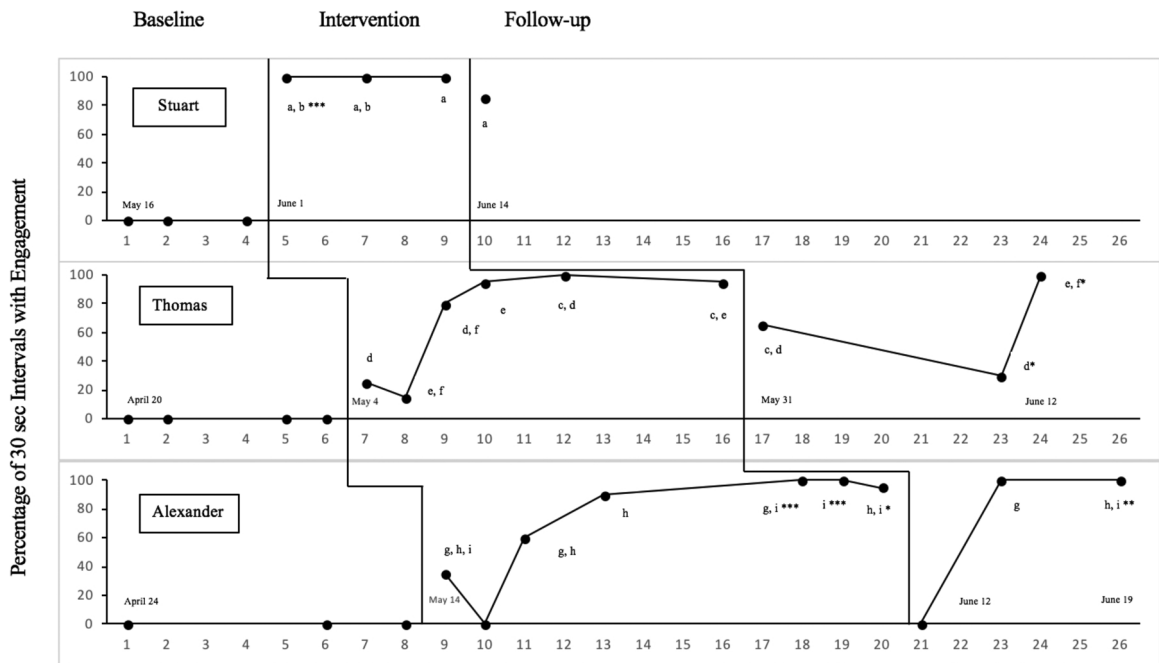 Baseline Intervention Follow-up
Percentage of 30 sec Intervals with Engagement
100
80
60
40
20
0
Stuart
a, b ***
a, b
a
a
May 16
June 1
June 14
1 2 3 4 5 6 7 8 9 10 11 12 13 14 15 16 17 18 19 20 21 22 23 24 25 26
100
80
60
40
20
0
Thomas
d
e, f
d, f
e
c, d
c, e
c, d
d*
e, f*
April 20
May 4
May 31
June 12
1 2 3 4 5 6 7 8 9 10 11 12 13 14 15 16 17 18 19 20 21 22 23 24 25 26
100
80
60
40
20
0
Alexander
g, h, i
g, h
h
g, i ***
i ***
h, i *
g
h, i **
April 24
May 14
June 12
June 19
1 2 3 4 5 6 7 8 9 10 11 12 13 14 15 16 17 18 19 20 21 22 23 24 25 26